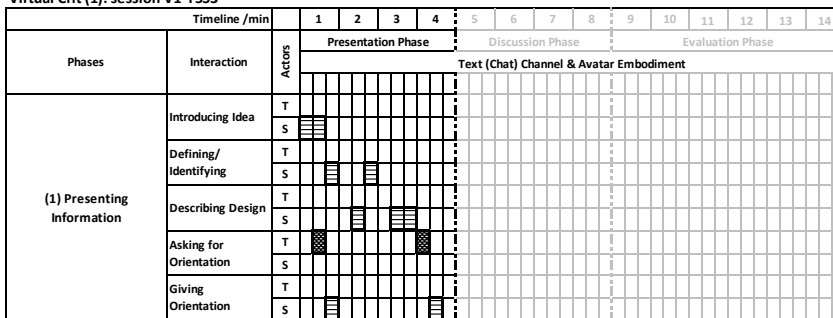 Virtual Crit (1): session V1-T5S5
Timeline /min 1 2 3 4 5 6 7 8 9 10 11 12 13 14
Phases Interaction Actors Presentation Phase Discussion Phase Evaluation Phase
Text (Chat) Channel & Avatar Embodiment
(1) Presenting
Information
Introducing Idea
T
S
Defining/
Identifying
T
S
Describing Design
T
S
Asking for
Orientation
T
S
Giving
Orientation
T
S